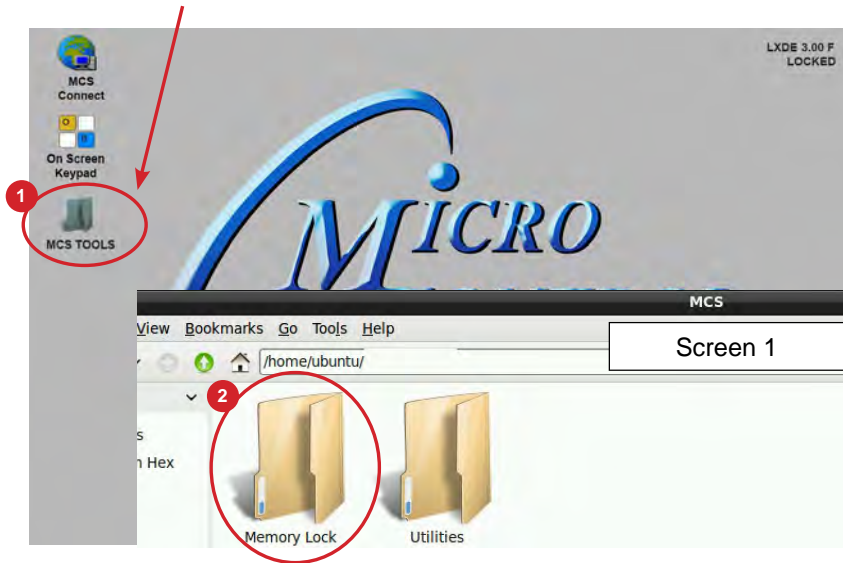 LXDE 3.00 F
LOCKED
MCS
Connect
On Screen
Keypad
1
MCS TOOLS
MICRO
MCS
View Bookmarks Go Tools Help
Screen 1
/home/ubuntu/
2
s
Hex
Memory Lock
Utilities